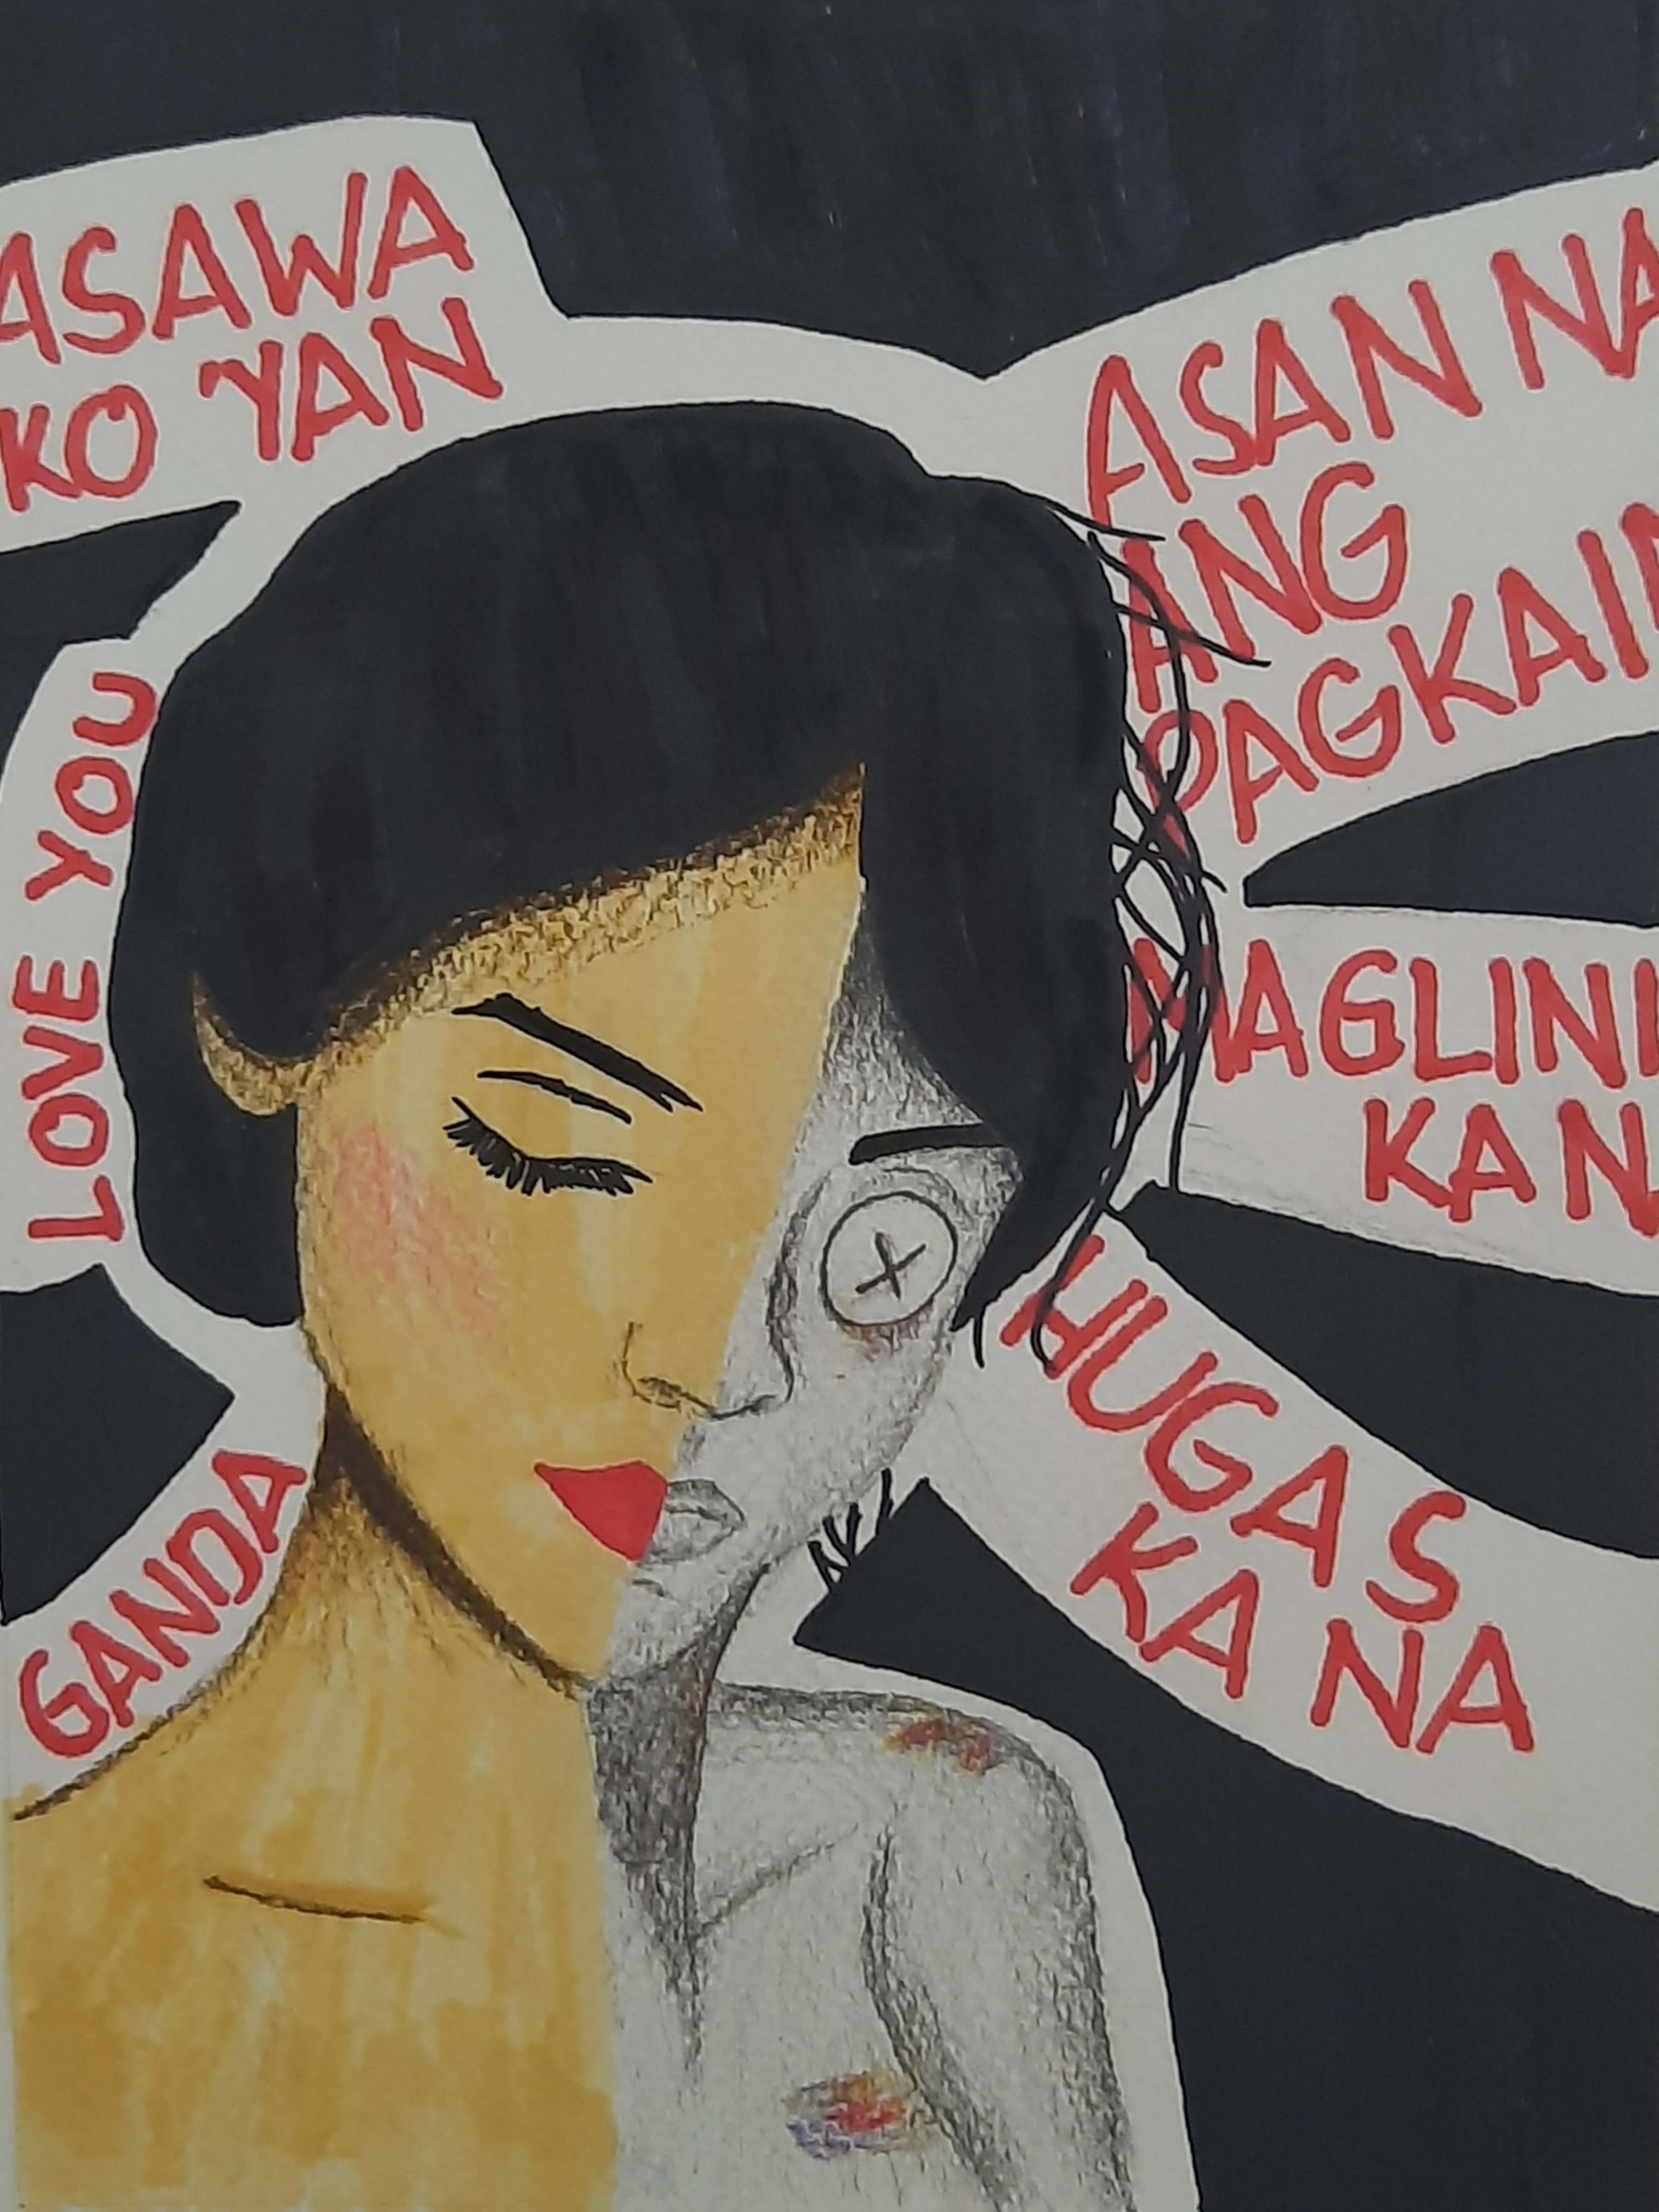 ASAWA
KO 'YAN
LOVE YOU
GANDA
ASAN NA
ANG
PAGKAIN
MAGLINI
KA NA
HUGAS
KA NA